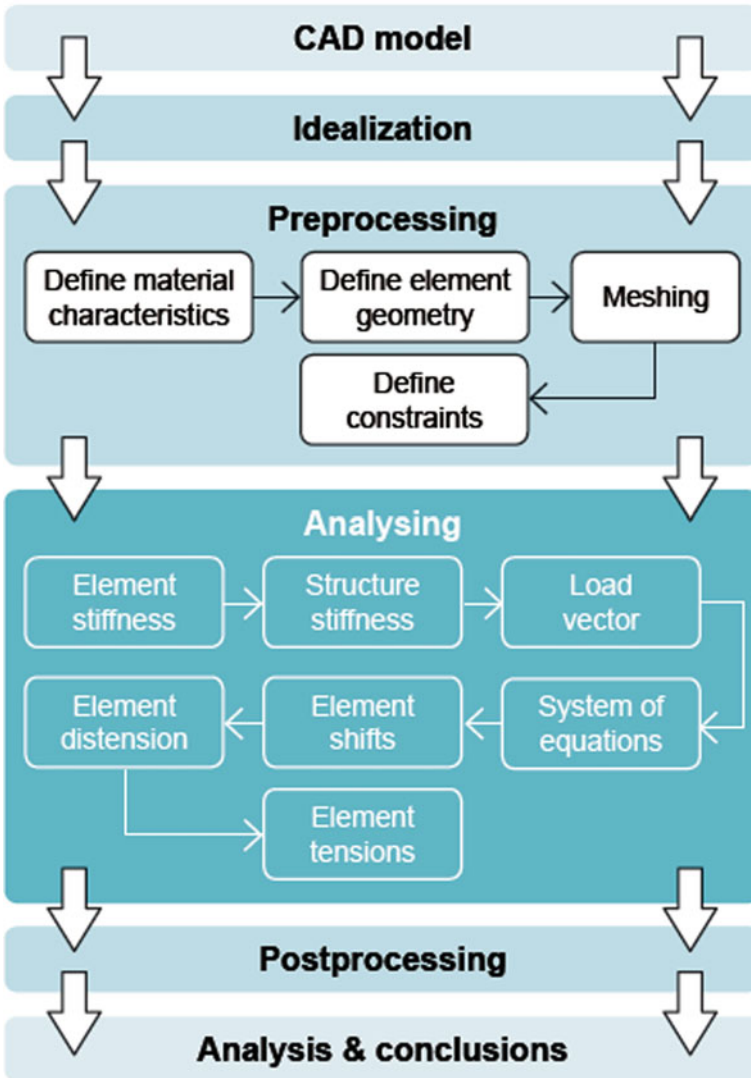 CAD model
Idealization
Preprocessing
Define material
characteristics
Define element
geometry
Meshing
Define
constraints
Analysing
Element
stiffness
Structure
stiffness
Load
vector
System of
equations
Element
shifts
Element
distension
Element
tensions
Postprocessing
Analysis & conclusions